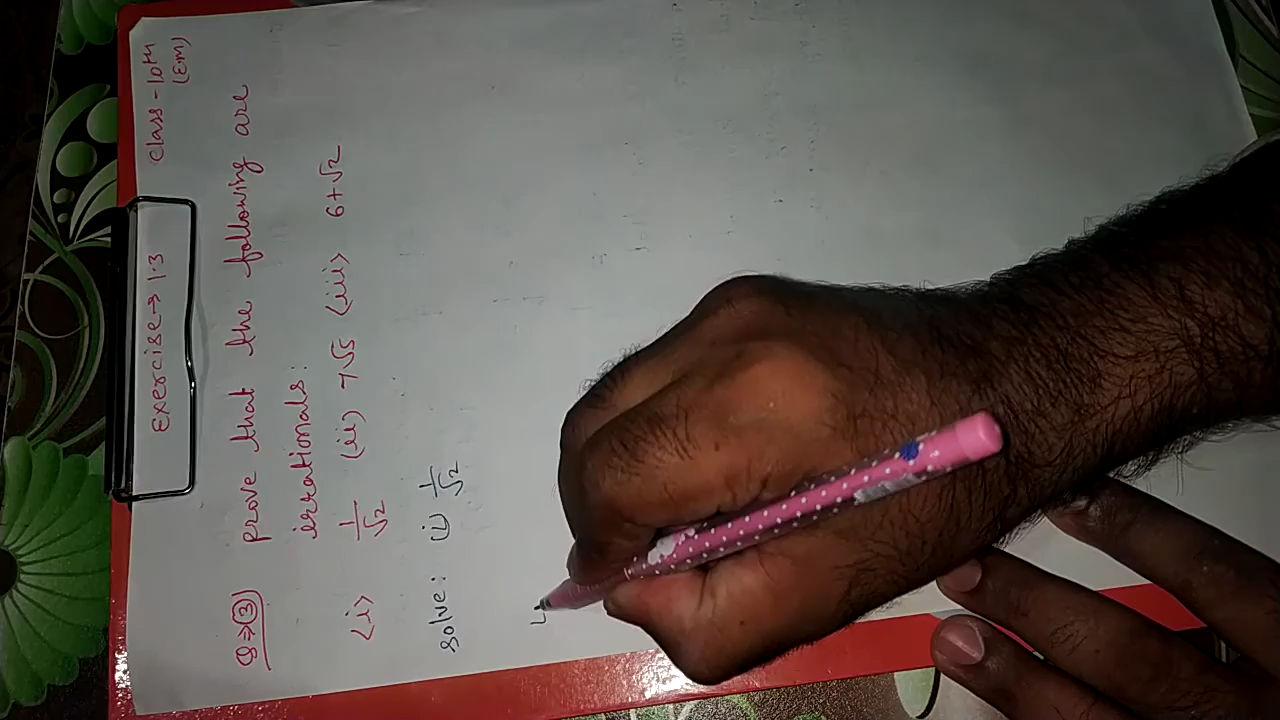 Exercise → 1.3
Class - 10th
(Em)
Q → (3) prove that the following are
irrationals:
<i> 1/√2 (ii) 7√5 <iii> 6+√2
solve: (i) 1/√2
L